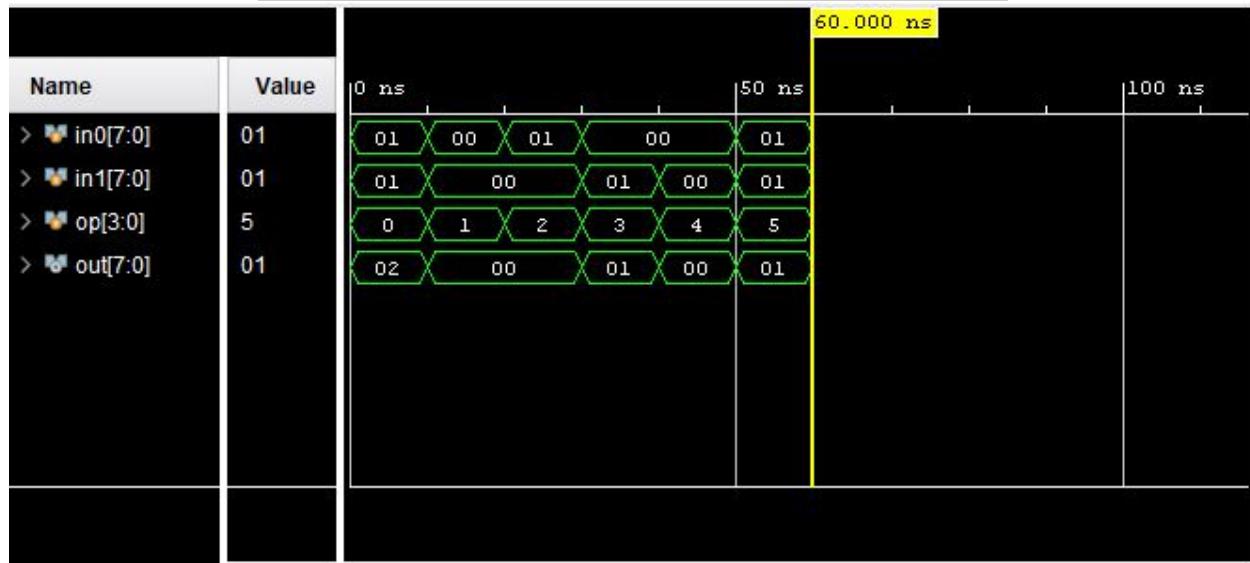 60.000 ns
Name Value 0 ns 50 ns 100 ns
> in0[7:0] 01 01 00 01 00 01
> in1[7:0] 01 01 00 01 00 01
> op[3:0] 5 0 1 2 3 4 5
> out[7:0] 01 02 00 01 00 01